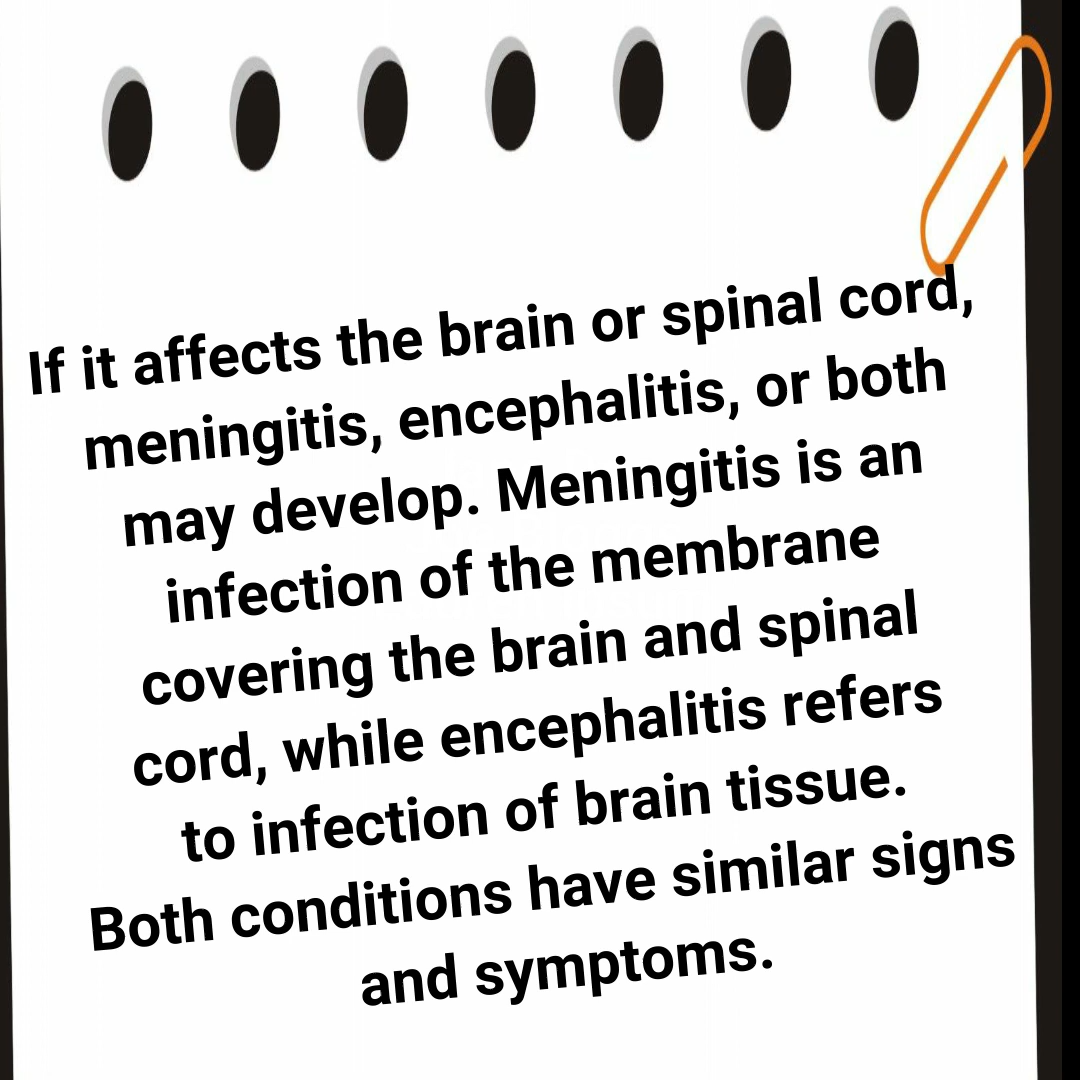 If it affects the brain or spinal cord,
meningitis, encephalitis, or both
may develop. Meningitis is an
infection of the membrane
covering the brain and spinal
cord, while encephalitis refers
to infection of brain tissue.
Both conditions have similar signs
and symptoms.